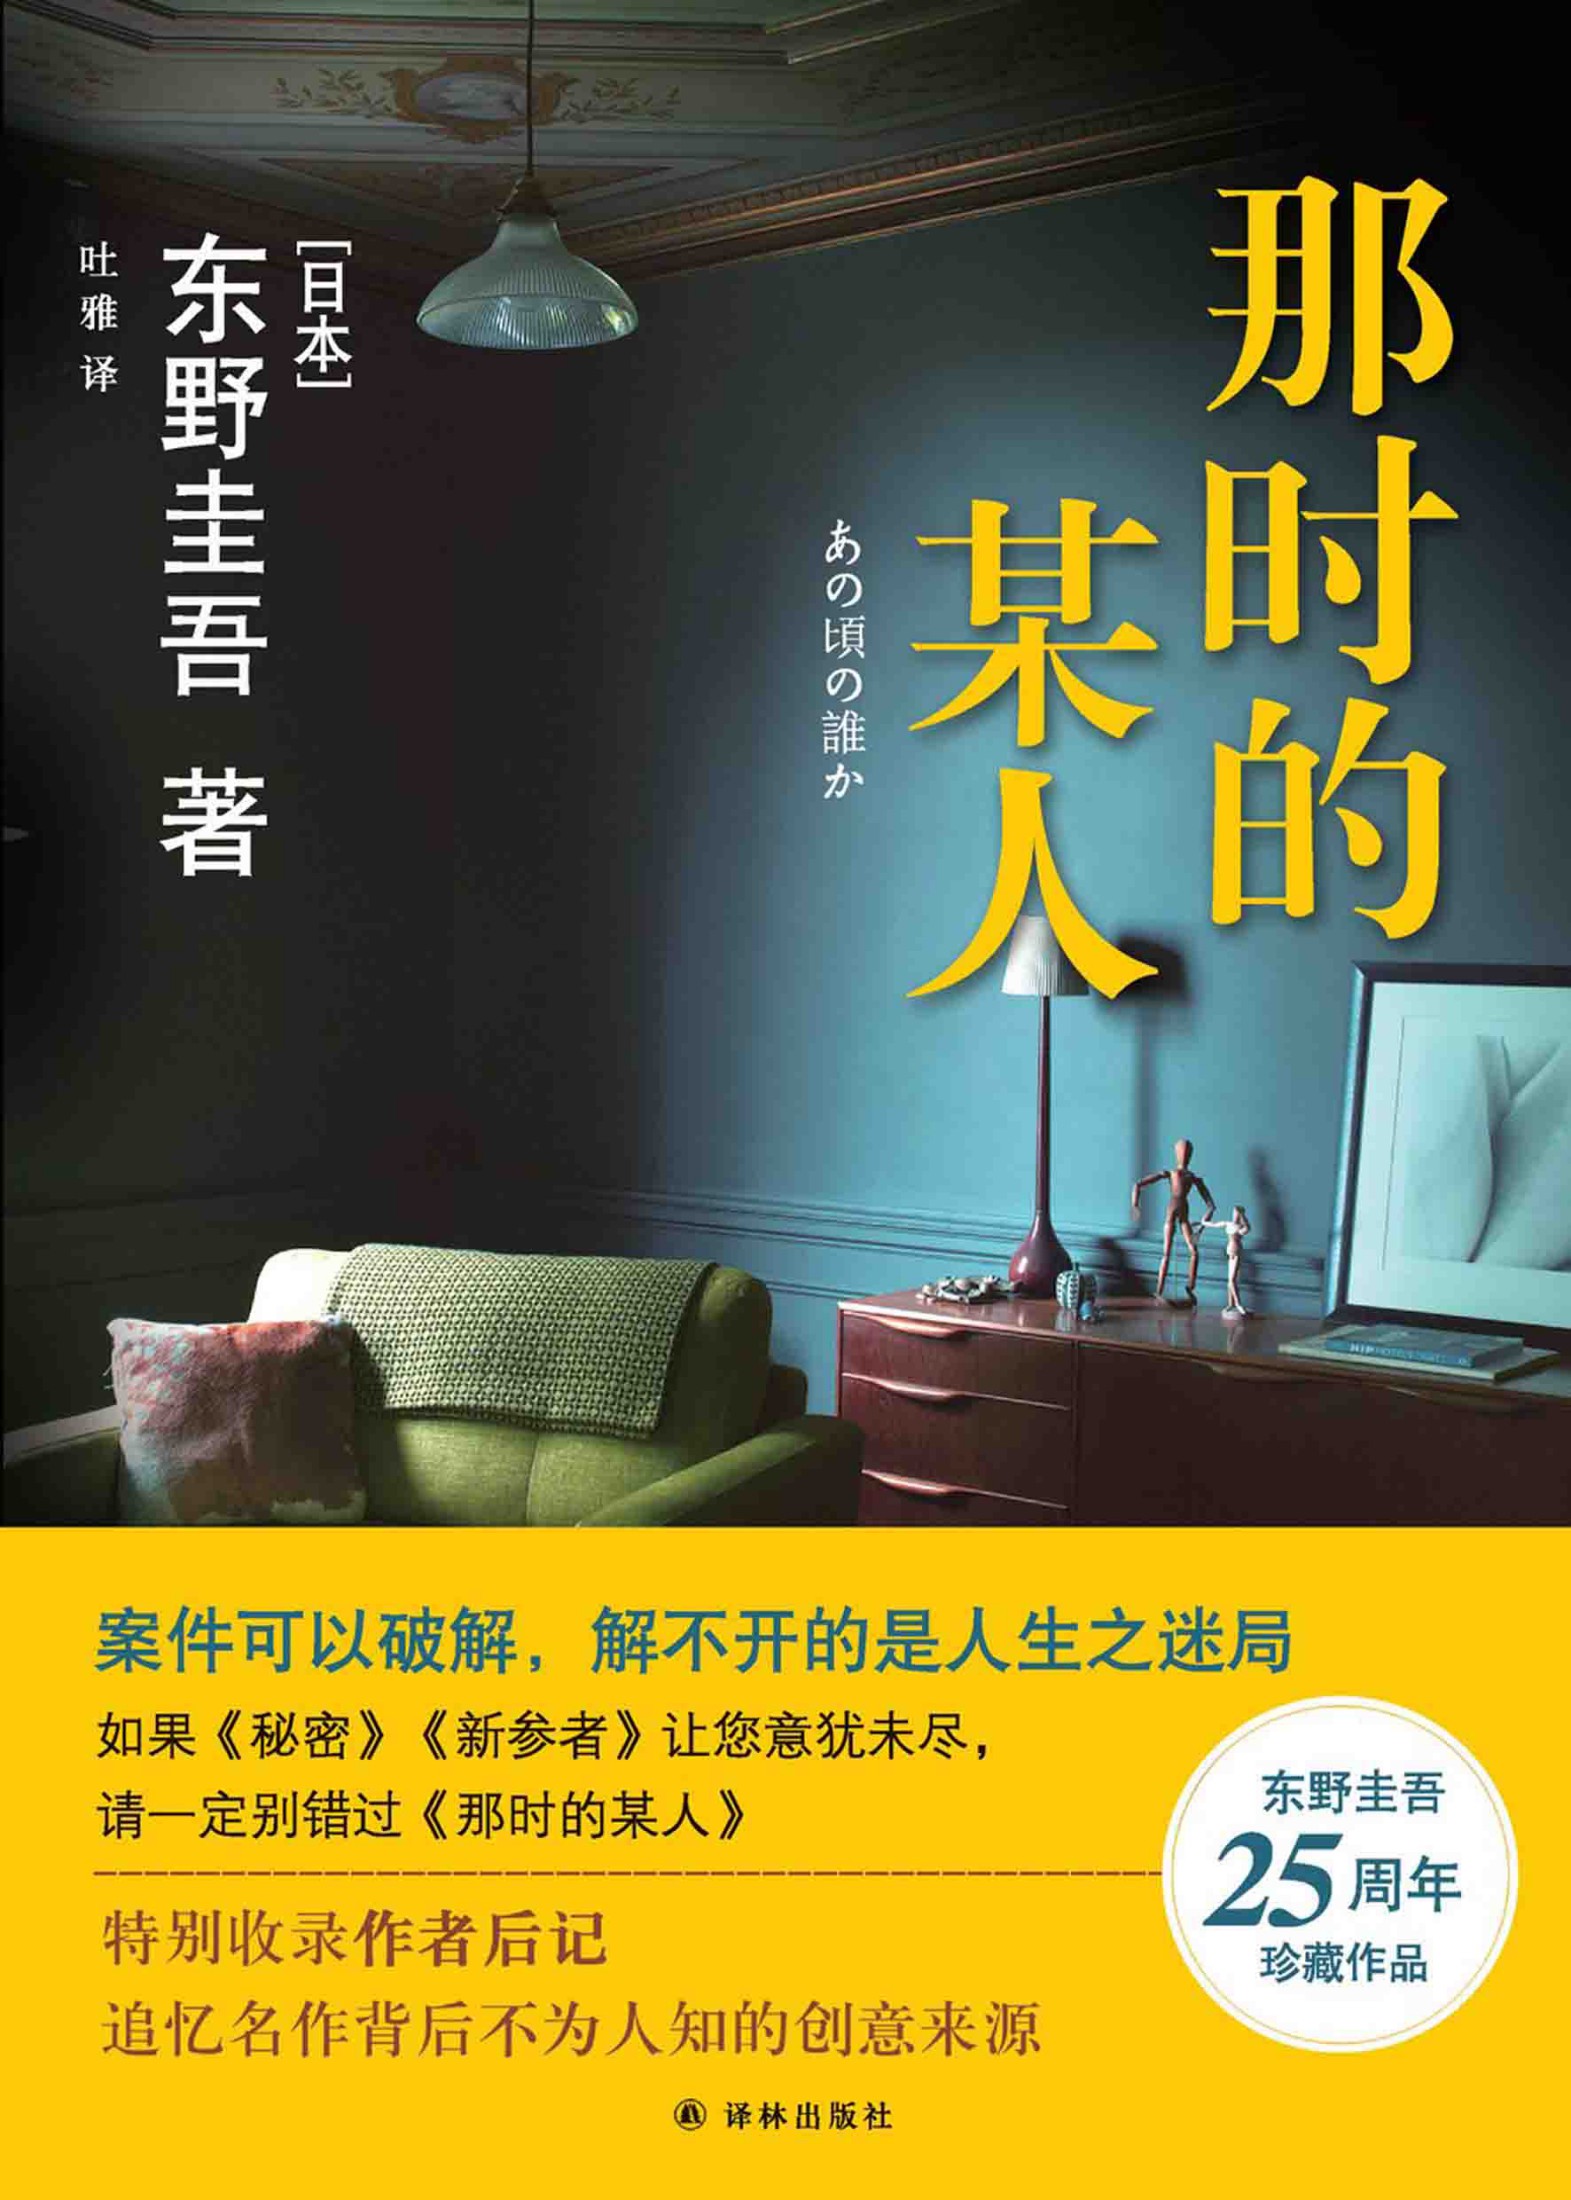 那时的
某人
あの頃の誰か
[日本]
东野圭吾 著
吐雅 译
案件可以破解，解不开的是人生之迷局
如果《秘密》《新参者》让您意犹未尽，
请一定别错过《那时的某人》
东野圭吾
25周年
珍藏作品
特别收录作者后记
追忆名作背后不为人知的创意来源
译林出版社